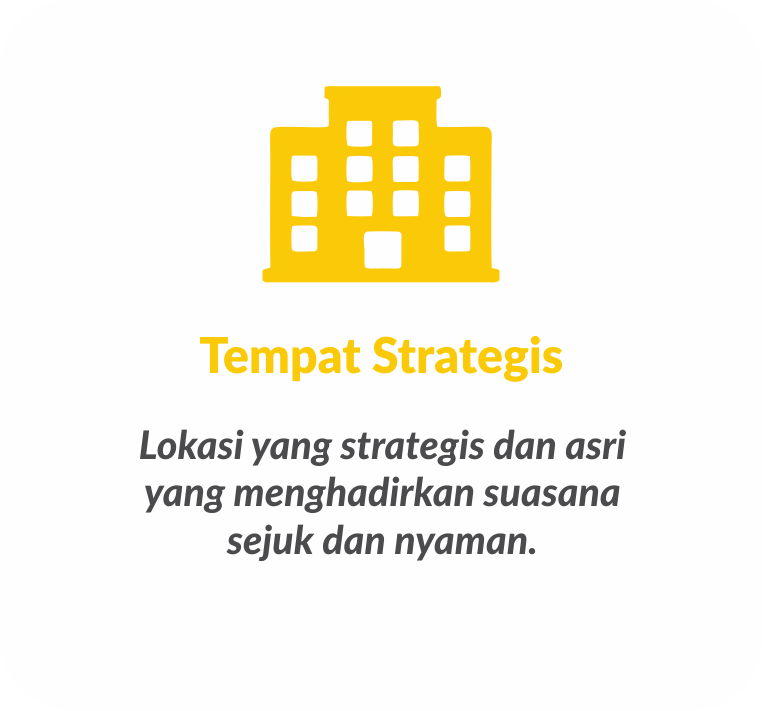 Tempat Strategis
Lokasi yang strategis dan asri
yang menghadirkan suasana
sejuk dan nyaman.